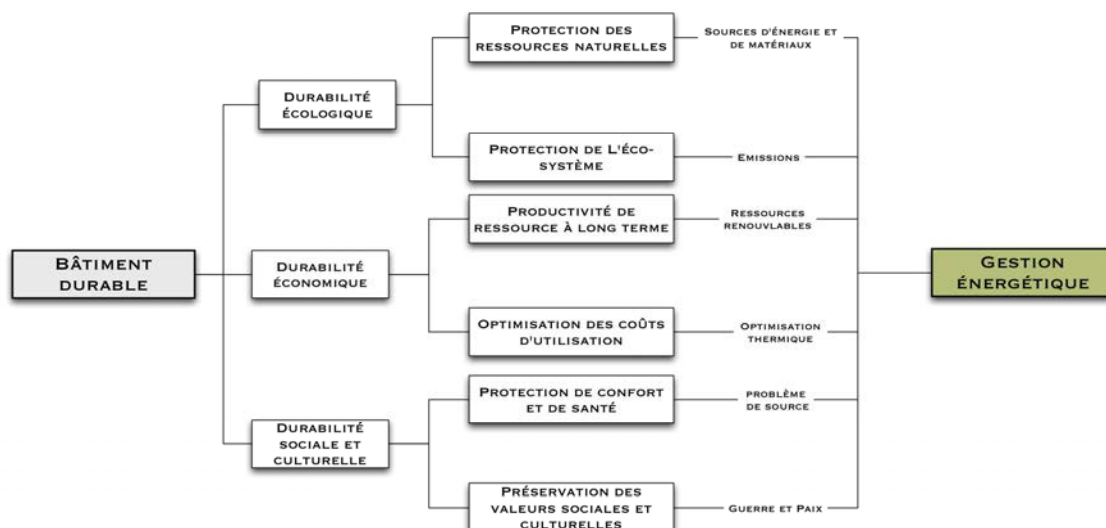 PROTECTION DES
RESSOURCES NATURELLES
SOURCES D'ÉNERGIE ET
DE MATÉRIAUX
DURABILITÉ
ÉCOLOGIQUE
PROTECTION DE L'ÉCO-
SYSTÈME
EMISSIONS
PRODUCTIVITÉ DE
RESSOURCE À LONG TERME
RESSOURCES
RENOUVLABLES
BÂTIMENT
DURABLE
DURABILITÉ
ÉCONOMIQUE
GESTION
ÉNERGÉTIQUE
OPTIMISATION DES COÛTS
D'UTILISATION
OPTIMISATION
THERMIQUE
PROTECTION DE CONFORT
ET DE SANTÉ
PROBLÈME
DE SOURCE
DURABILITÉ
SOCIALE ET
CULTURELLE
PRÉSERVATION DES
VALEURS SOCIALES ET
CULTURELLES
GUERRE ET PAIX